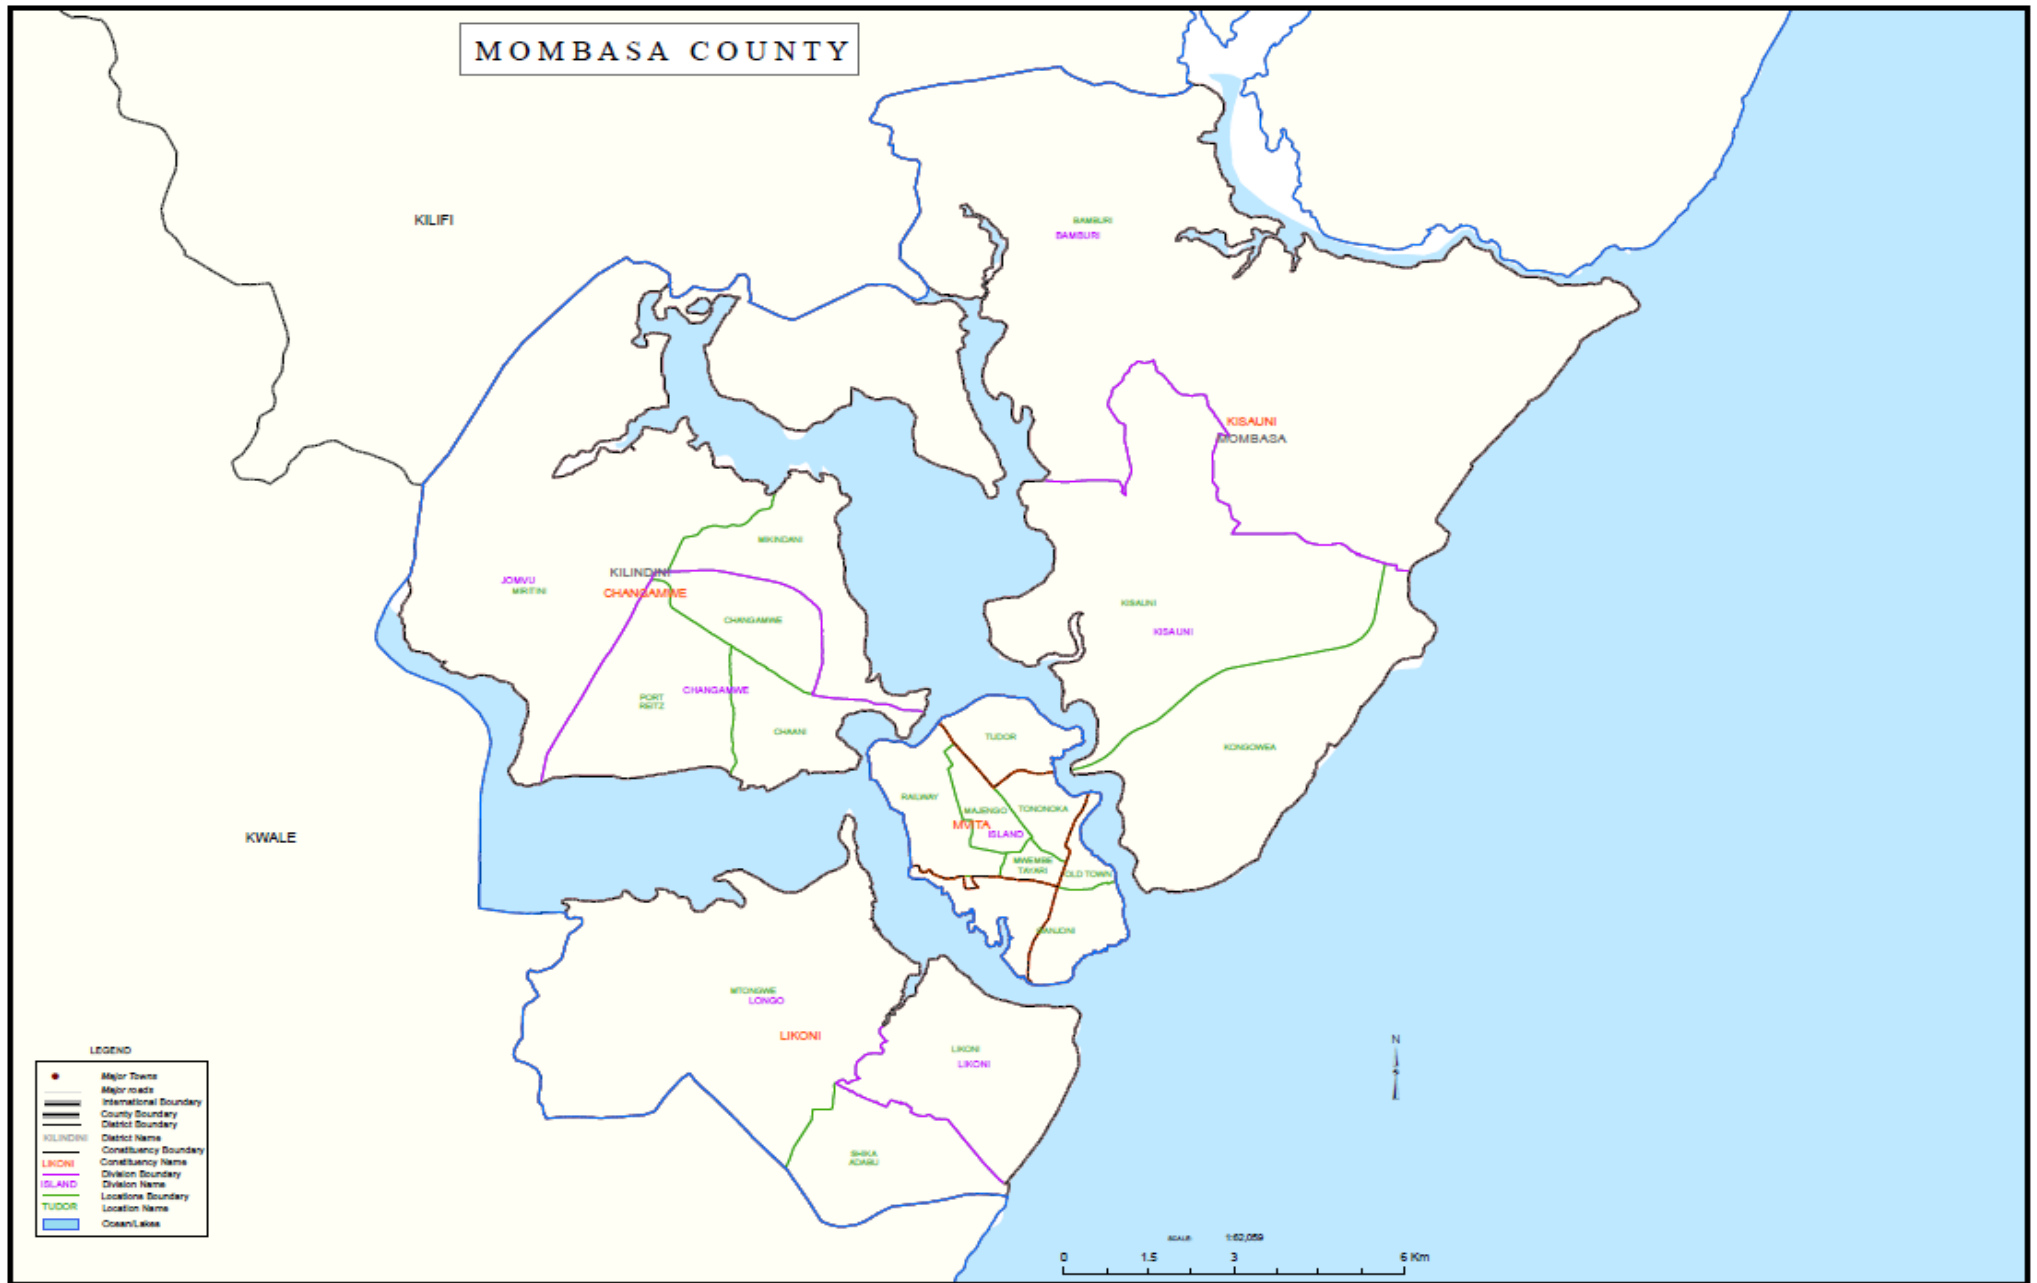 MOMBASA COUNTY
KILIFI
BAMBURI
BAMBURI
KISAUNI
MOMBASA
MIKINDANI
KILINDINI
JOMVU
MIRITINI
CHANGAMWE
CHANGAMWE
KISAUNI
KISAUNI
PORT
REITZ
CHANGAMWE
CHAANI
TUDOR
KONGOWEA
RAILWAY
MAJENGO
TONONOKA
MVITA
ISLAND
KWALE
MWEMBE
TAYARI
OLD TOWN
GANJONI
MTONGWE
LONGO
LIKONI
LIKONI
LIKONI
SHIKA
ADABU
N
LEGEND
Major Towns
Major roads
International Boundary
County Boundary
District Boundary
KILINDINI District Name
Constituency Boundary
LIKONI Constituency Name
Division Boundary
ISLAND Division Name
Locations Boundary
TUDOR Location Name
Ocean/Lakes
SCALE: 1:62,059
0 1.5 3 6 Km